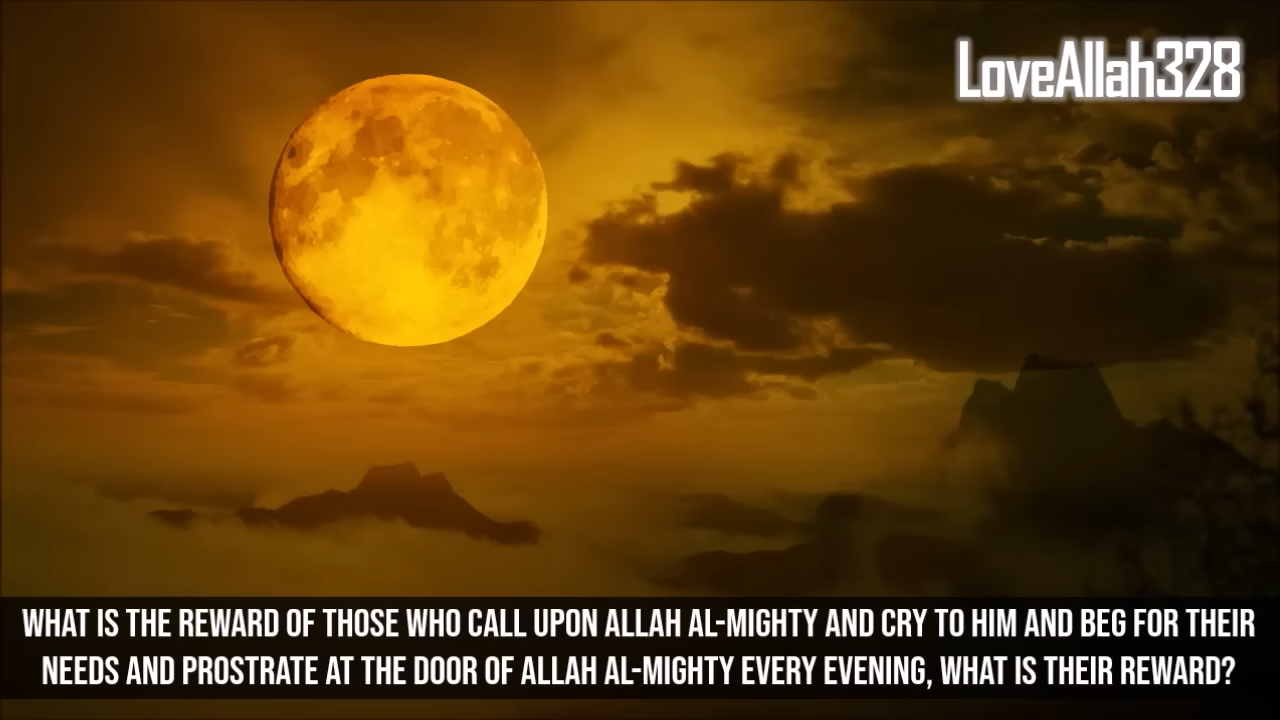 LoveAllah328
WHAT IS THE REWARD OF THOSE WHO CALL UPON ALLAH AL-MIGHTY AND CRY TO HIM AND BEG FOR THEIR
NEEDS AND PROSTRATE AT THE DOOR OF ALLAH AL-MIGHTY EVERY EVENING, WHAT IS THEIR REWARD?